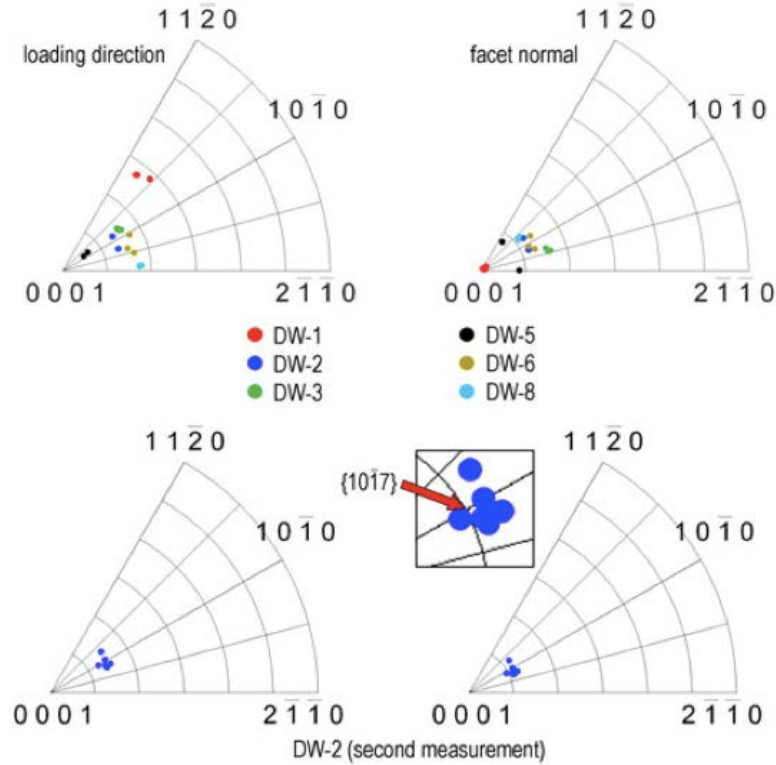 1 1 2̅ 0 1 1 2̅ 0
loading direction facet normal
1 0 1̅ 0 1 0 1̅ 0
0 0 0 1 2 1̅ 1̅ 0 0 0 0 1 2 1̅ 1̅ 0
DW-1 DW-5
DW-2 DW-6
DW-3 DW-8
1 1 2̅ 0 1 1 2̅ 0
{101̅7}
1 0 1̅ 0 1 0 1̅ 0
0 0 0 1 2 1̅ 1̅ 0 0 0 0 1 2 1̅ 1̅ 0
DW-2 (second measurement)